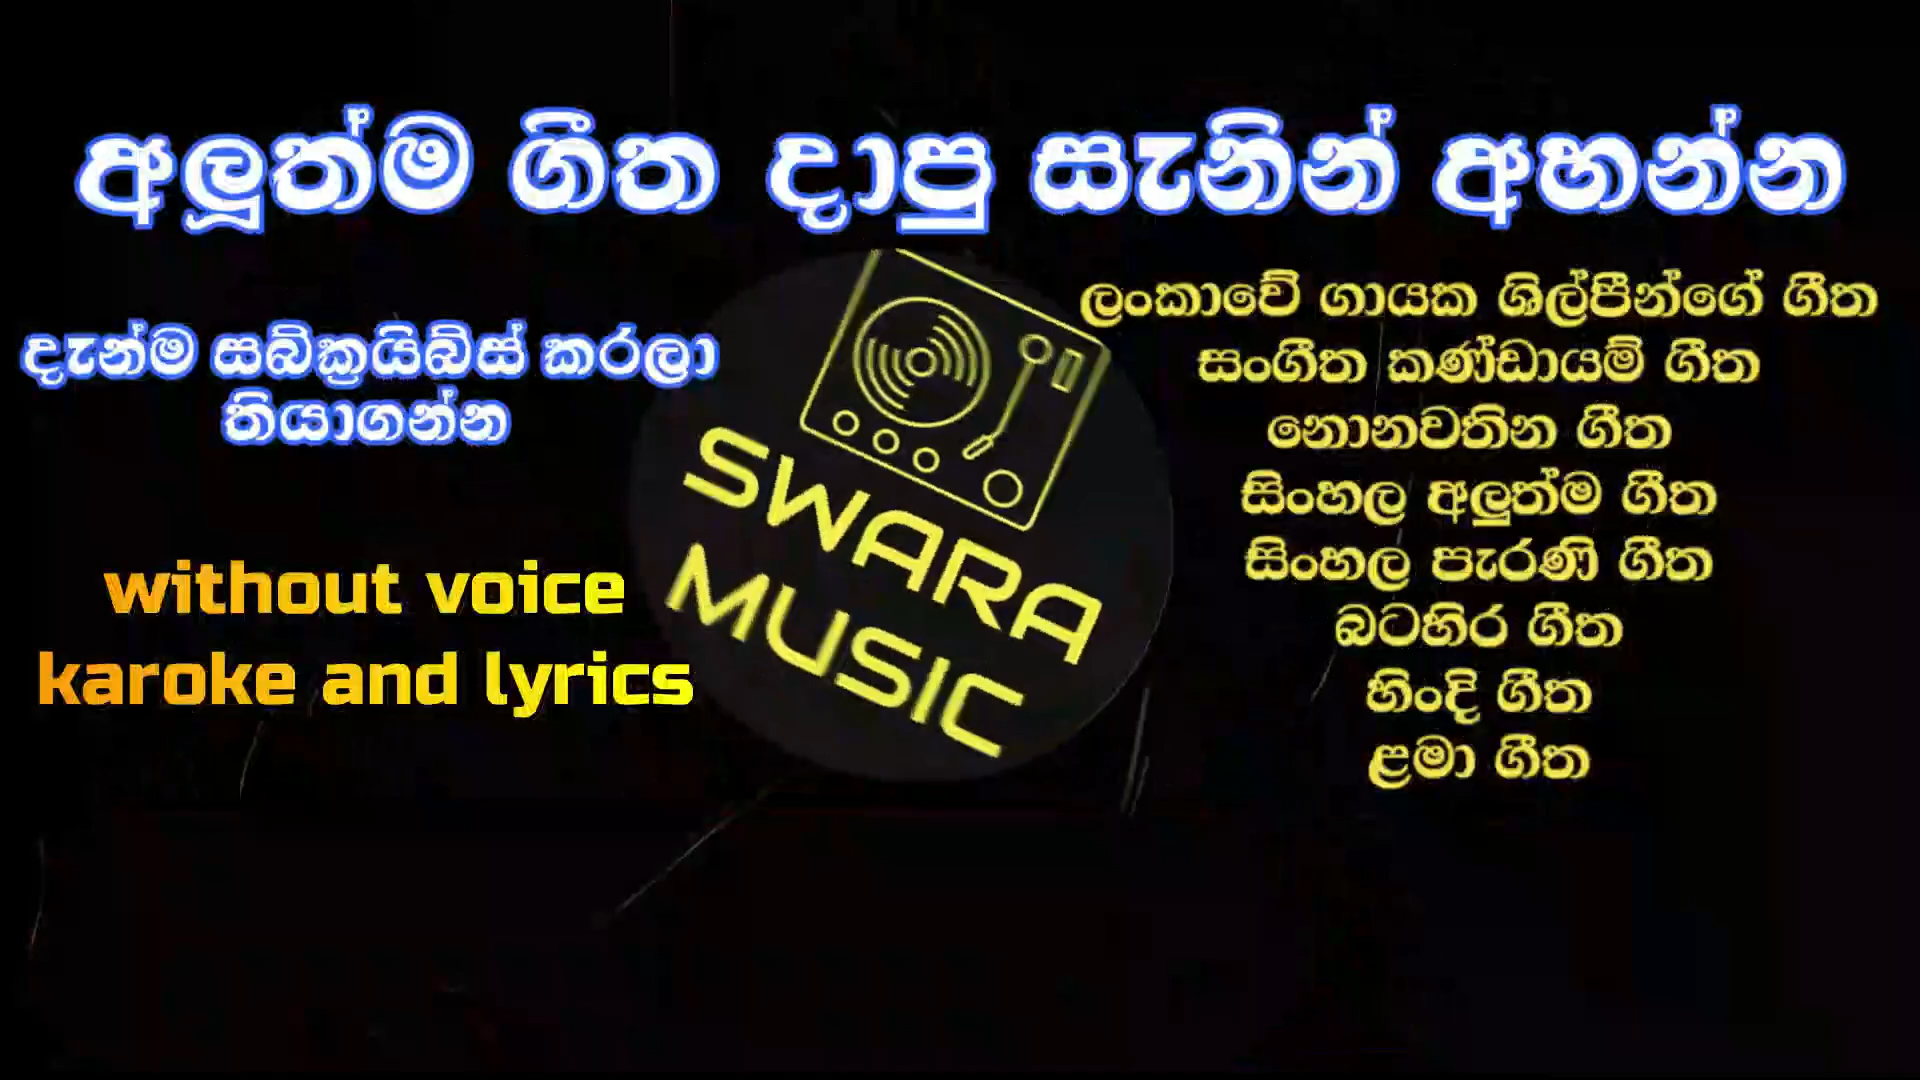 අලුත්ම ගීත දාපු සැනින් අහන්න
දැන්ම සබ්ක්‍රයිබ්ස් කරලා
තියාගන්න
without voice
karoke and lyrics
SWARA
MUSIC
ලංකාවේ ගායක ශිල්පීන්ගේ ගීත
සංගීත කණ්ඩායම් ගීත
නොනවතින ගීත
සිංහල අලුත්ම ගීත
සිංහල පැරණි ගීත
බටහිර ගීත
හිංදි ගීත
ළමා ගීත